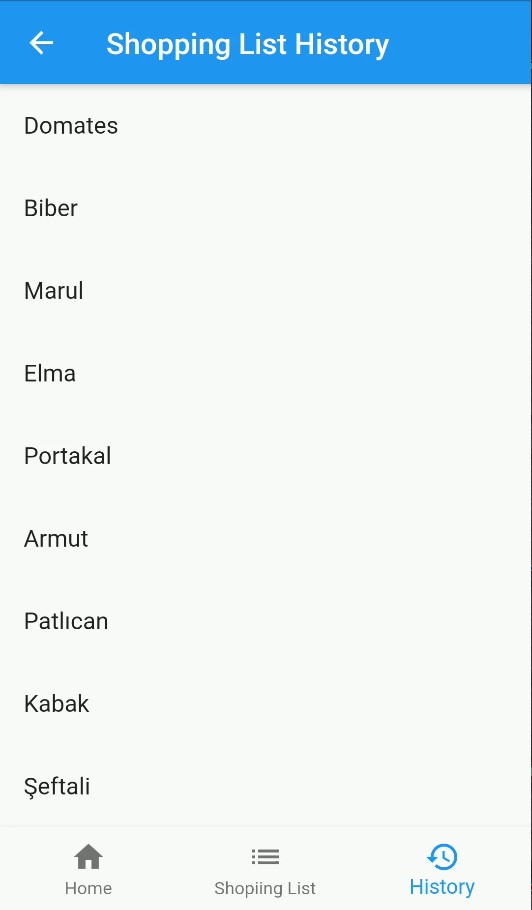 Shopping List History
Domates
Biber
Marul
Elma
Portakal
Armut
Patlıcan
Kabak
Şeftali
Home
Shopiing List
History